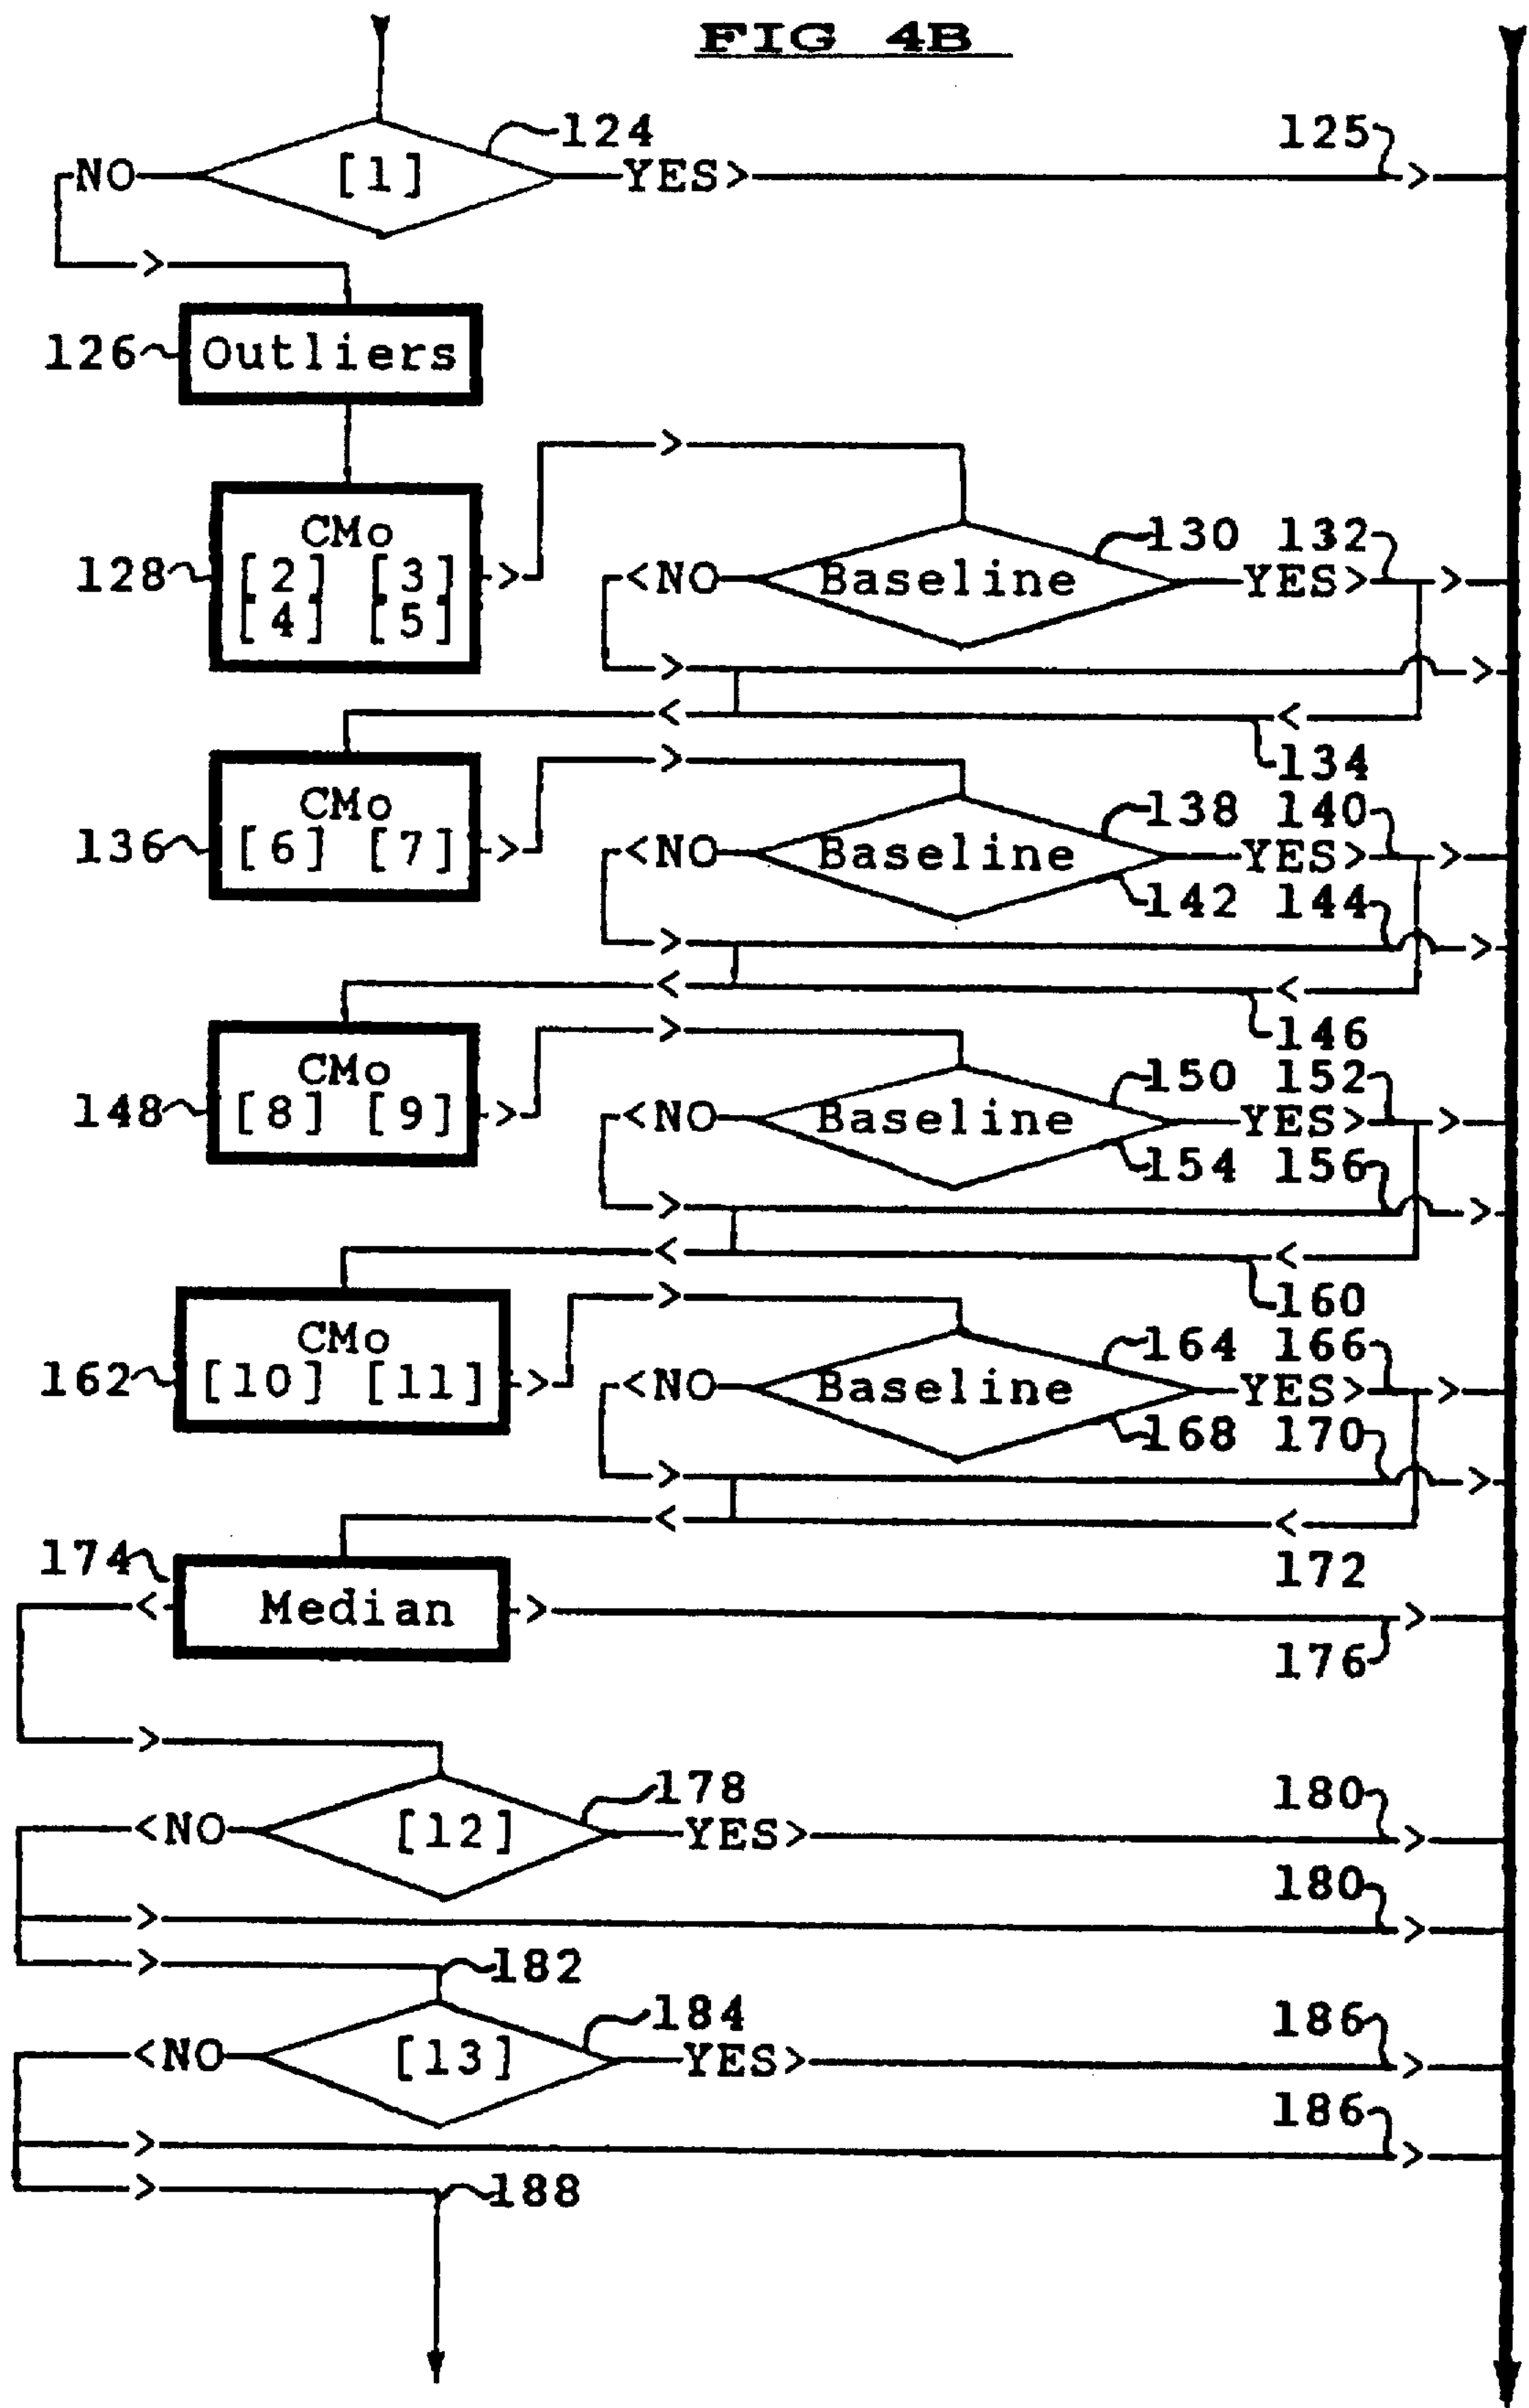 FIG 4B
124
125
NO
[1]
YES>
126
Outliers
CMo
128
[2] [3]
[4] [5]
130
132
<NO
Baseline
YES>
134
CMo
136
[6] [7]
138
140
<NO
Baseline
YES>
142
144
146
CMo
148
[8] [9]
150
152
<NO
Baseline
YES>
154
156
160
CMo
162
[10] [11]
164
166
<NO
Baseline
YES>
168
170
172
174
Median
176
178
180
<NO
[12]
YES>
180
182
184
186
<NO
[13]
YES>
186
188